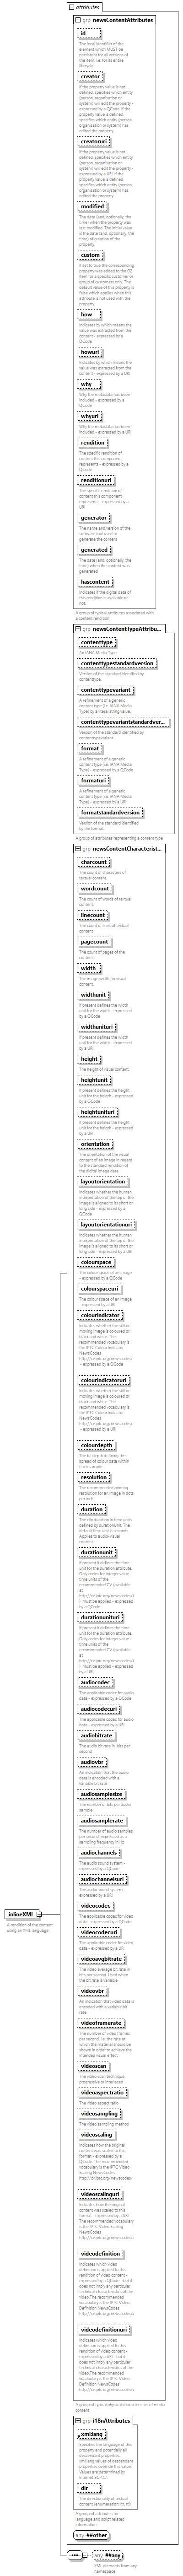 attributes
grp newsContentAttributes
id
The local identifier of the
element which MUST be
persistent for all versions of
the item, i.e. for its entire
lifecycle.
creator
If the property value is not
defined, specifies which entity
(person, organisation or
system) will edit the property -
expressed by a QCode. If the
property value is defined,
specifies which entity (person,
organisation or system) has
edited the property.
creatoruri
If the property value is not
defined, specifies which entity
(person, organisation or
system) will edit the property -
expressed by a URI. If the
property value is defined,
specifies which entity (person,
organisation or system) has
edited the property.
modified
The date (and, optionally, the
time) when the property was
last modified. The initial value
is the date (and, optionally, the
time) of creation of the
property.
custom
If set to true the corresponding
property was added to the G2
Item for a specific customer or
group of customers only. The
default value of this property is
false which applies when this
attribute is not used with the
property.
how
Indicates by which means the
value was extracted from the
content - expressed by a
QCode
howuri
Indicates by which means the
value was extracted from the
content - expressed by a URI
why
Why the metadata has been
included - expressed by a
QCode
whyuri
Why the metadata has been
included - expressed by a URI
rendition
The specific rendition of
content this component
represents - expressed by a
QCode
renditionuri
The specific rendition of
content this component
represents - expressed by a
URI
generator
The name and version of the
software tool used to
generate the content
generated
The date (and, optionally, the
time) when the content was
generated
hascontent
Indicates if the digital data of
this rendition is available or
not.
A group of typical attributes associated with
a content rendition
grp newsContentTypeAttribu...
contenttype
An IANA MIME type
contenttypestandardversion
Version of the standard identified by
contenttype.
contenttypevariant
A refinement of a generic
content type (i.e. IANA Media
Type) by a literal string value.
contenttypevariantstandardver...
Version of the standard identified by
contenttypevariant.
format
A refinement of a generic
content type (i.e. IANA Media
Type) - expressed by a QCode
formaturi
A refinement of a generic
content type (i.e. IANA Media
Type) - expressed by a URI
formatstandardversion
Version of the standard identified
by the format.
A group of attributes representing a content type
grp newsContentCharacterist...
charcount
The count of characters of
textual content.
wordcount
The count of words of textual
content.
linecount
The count of lines of textual
content
pagecount
The count of pages of the
content
width
The image width for visual
content.
widthunit
If present defines the width
unit for the width - expressed
by a QCode
widthunituri
If present defines the width
unit for the width - expressed
by a URI
height
The height of visual content.
heightunit
If present defines the height
unit for the heigth - expressed
by a QCode
heightunituri
If present defines the height
unit for the heigth - expressed
by a URI
orientation
The orientation of the visual
content of an image in regard
to the standard rendition of
the digital image data.
layoutorientation
Indicates whether the human
interpretation of the top of the
image is aligned to its short or
long side - expressed by a
QCode
layoutorientationuri
Indicates whether the human
interpretation of the top of the
image is aligned to its short or
long side - expressed by a URI
colourspace
The colour space of an image
- expressed by a QCode
colourspaceuri
The colour space of an image
- expressed by a URI
colourindicator
Indicates whether the still or
moving image is coloured or
black and white. The
recommended vocabulary is
the IPTC Colour Indicator
NewsCodes
http://cv.iptc.org/newscodes/
- expressed by a QCode
colourindicatoruri
Indicates whether the still or
moving image is coloured or
black and white. The
recommended vocabulary is
the IPTC Colour Indicator
NewsCodes
http://cv.iptc.org/newscodes/
- expressed by a URI
colourdepth
The bit depth defining the
spread of colour data within
each sample.
resolution
The recommended printing
resolution for an image in dots
per inch
duration
The clip duration in time units
defined by durationUnit. The
default time unit is seconds.
Applies to audio-visual
content.
durationunit
If present it defines the time
unit for the duration attribute.
Only codes for integer value
time units of the
recommended CV (available
at
http://cv.iptc.org/newscodes/t
) must be applied - expressed
by a QCode
durationunituri
If present it defines the time
unit for the duration attribute.
Only codes for integer value
time units of the
recommended CV (available
at
http://cv.iptc.org/newscodes/t
) must be applied - expressed
by a URI
audiocodec
The applicable codec for audio
data - expressed by a QCode
audiocodecuri
The applicable codec for audio
data - expressed by a URI
audiobitrate
The audio bit rate in kbits per
second
audiovbr
An indication that the audio
data is encoded with a
variable bit rate
audiosamplesize
The number of bits per audio
sample
audiosamplerate
The number of audio samples
per second, expressed as a
sampling frequency in Hz
audiochannels
The audio sound system -
expressed by a QCode
audiochannelsuri
The audio sound system -
expressed by a URI
videocodec
The applicable codec for video
data - expressed by a QCode
videocodecuri
The applicable codec for video
data - expressed by a URI
videoavgbitrate
The video average bit rate in
bits per second. Used when
the bit rate is variable
videovbr
An indication that video data is
encoded with a variable bit
rate
videoframerate
The number of video frames
per second, i.e. the rate at
which the material should be
shown in order to achieve the
intended visual effect
videoscan
The video scan technique,
progressive or interlaced
videoaspectratio
The video aspect ratio
videosampling
The video sampling method
videoscaling
Indicates how the original
content was scaled to this
format - expressed by a
QCode. The recommended
vocabulary is the IPTC Video
Scaling NewsCodes
http://cv.iptc.org/newscodes/
videoscalinguri
Indicates how the original
content was scaled to this
format - expressed by a URI.
The recommended vocabulary
is the IPTC Video Scaling
NewsCodes
http://cv.iptc.org/newscodes/
videodefinition
Indicates which video
definition is applied to this
rendition of video content -
expressed by a QCode - but it
does not imply any particular
technical characteristics of the
video. The recommended
vocabulary is the IPTC Video
Definition NewsCodes
http://cv.iptc.org/newscodes/
videodefinitionuri
Indicates which video
definition is applied to this
rendition of video content -
expressed by a URI - but it
does not imply any particular
technical characteristics of the
video. The recommended
vocabulary is the IPTC Video
Definition NewsCodes
http://cv.iptc.org/newscodes/
A group of typical physical characteristics of media
content
grp i18nAttributes
xml:lang
Specifies the language of this
property and potentially all
descendant properties.
xml:lang values of descendant
properties override this value.
Values are determined by
Internet BCP 47.
dir
The directionality of textual
content (enumeration: ltr, rtl)
A group of attributes for
language and script related
information
any ##other
inlineXML
A rendition of the content
using an XML language
any ##any
XML elements from any
namespace